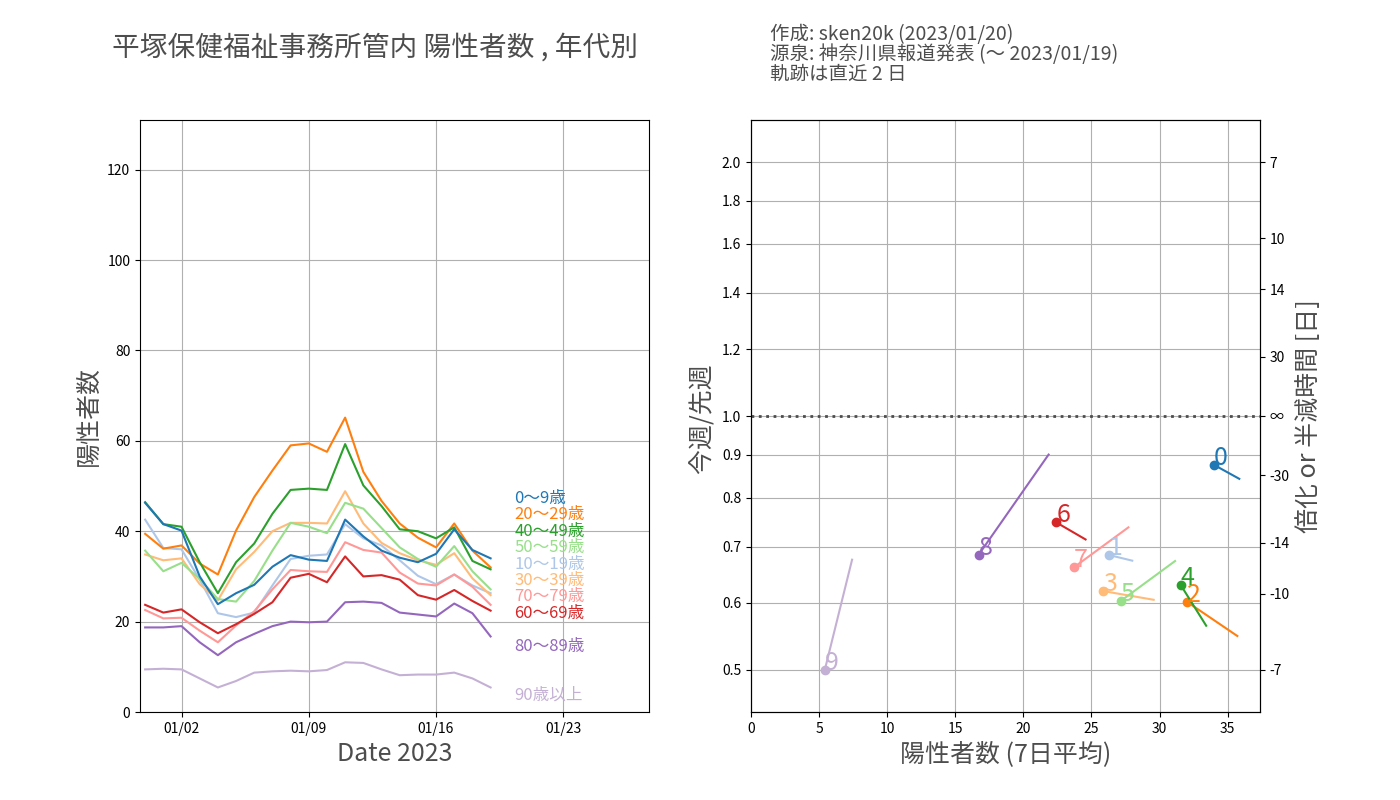 平塚保健福祉事務所管内 陽性者数 , 年代別
作成: sken20k (2023/01/20)
源泉: 神奈川県報道発表 (〜 2023/01/19)
軌跡は直近 2 日
陽性者数
120
100
80
60
40
20
0
01/02
01/09
01/16
01/23
Date 2023
0〜9歳
20〜29歳
40〜49歳
50〜59歳
10〜19歳
30〜39歳
70〜79歳
60〜69歳
80〜89歳
90歳以上
今週/先週
2.0
1.8
1.6
1.4
1.2
1.0
0.9
0.8
0.7
0.6
0.5
0
5
10
15
20
25
30
35
陽性者数 (7日平均)
7
10
14
30
∞
-30
-14
-10
-7
倍化 or 半減時間 [日]
0
6
8
7
1
3
5
4
2
9